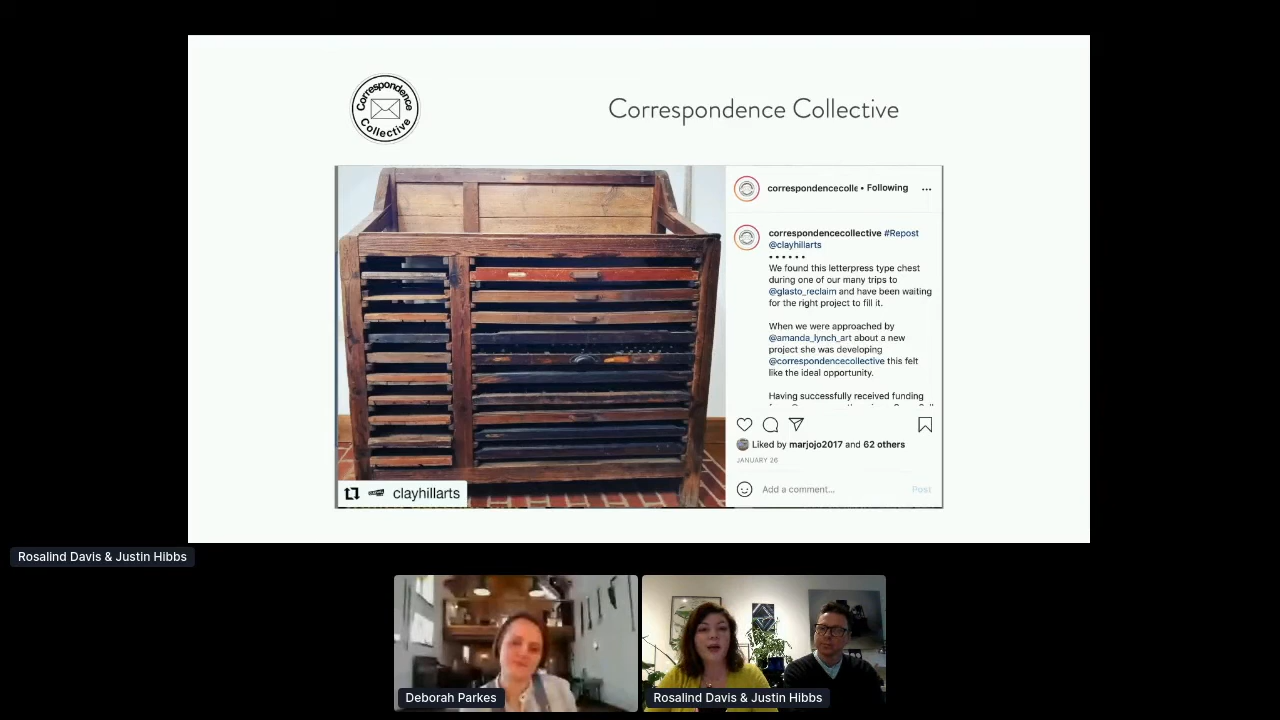 Correspondence
Collective
Correspondence Collective
correspondencecolle • Following
correspondencecollective #Repost
@clayhillarts
• • • • • •
We found this letterpress type chest
during one of our many trips to
@glasto_reclaim and have been waiting
for the right project to fill it.
When we were approached by
@amanda_lynch_art about a new
project she was developing
@correspondencecollective this felt
like the ideal opportunity.
Having successfully received funding
Liked by marjojo2017 and 62 others
JANUARY 26
Add a comment...
Post
clayhillarts
Rosalind Davis & Justin Hibbs
Deborah Parkes
Rosalind Davis & Justin Hibbs